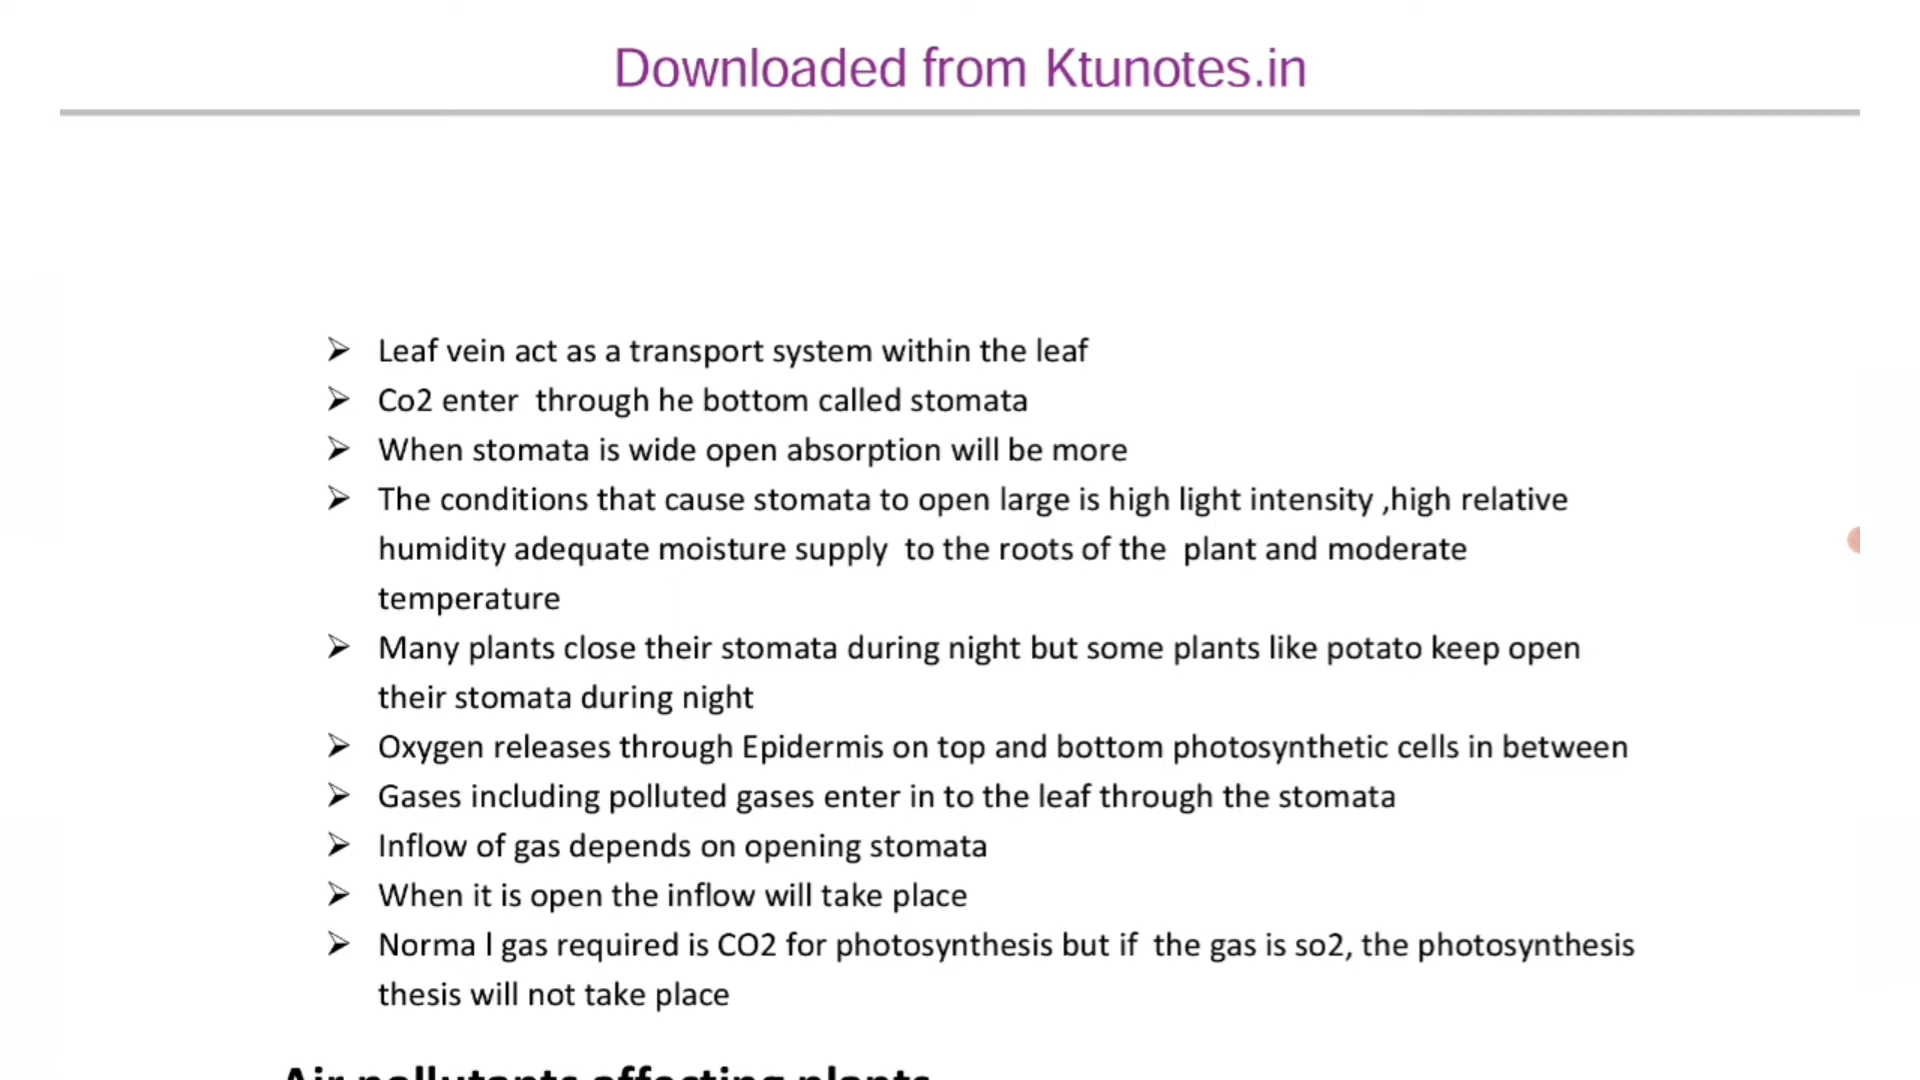 Downloaded from Ktunotes.in
➢ Leaf vein act as a transport system within the leaf
➢ Co2 enter  through he bottom called stomata
➢ When stomata is wide open absorption will be more
➢ The conditions that cause stomata to open large is high light intensity ,high relative
humidity adequate moisture supply  to the roots of the  plant and moderate
temperature
➢ Many plants close their stomata during night but some plants like potato keep open
their stomata during night
➢ Oxygen releases through Epidermis on top and bottom photosynthetic cells in between
➢ Gases including polluted gases enter in to the leaf through the stomata
➢ Inflow of gas depends on opening stomata
➢ When it is open the inflow will take place
➢ Norma l gas required is CO2 for photosynthesis but if  the gas is so2, the photosynthesis
thesis will not take place
Air pollutants affecting plants